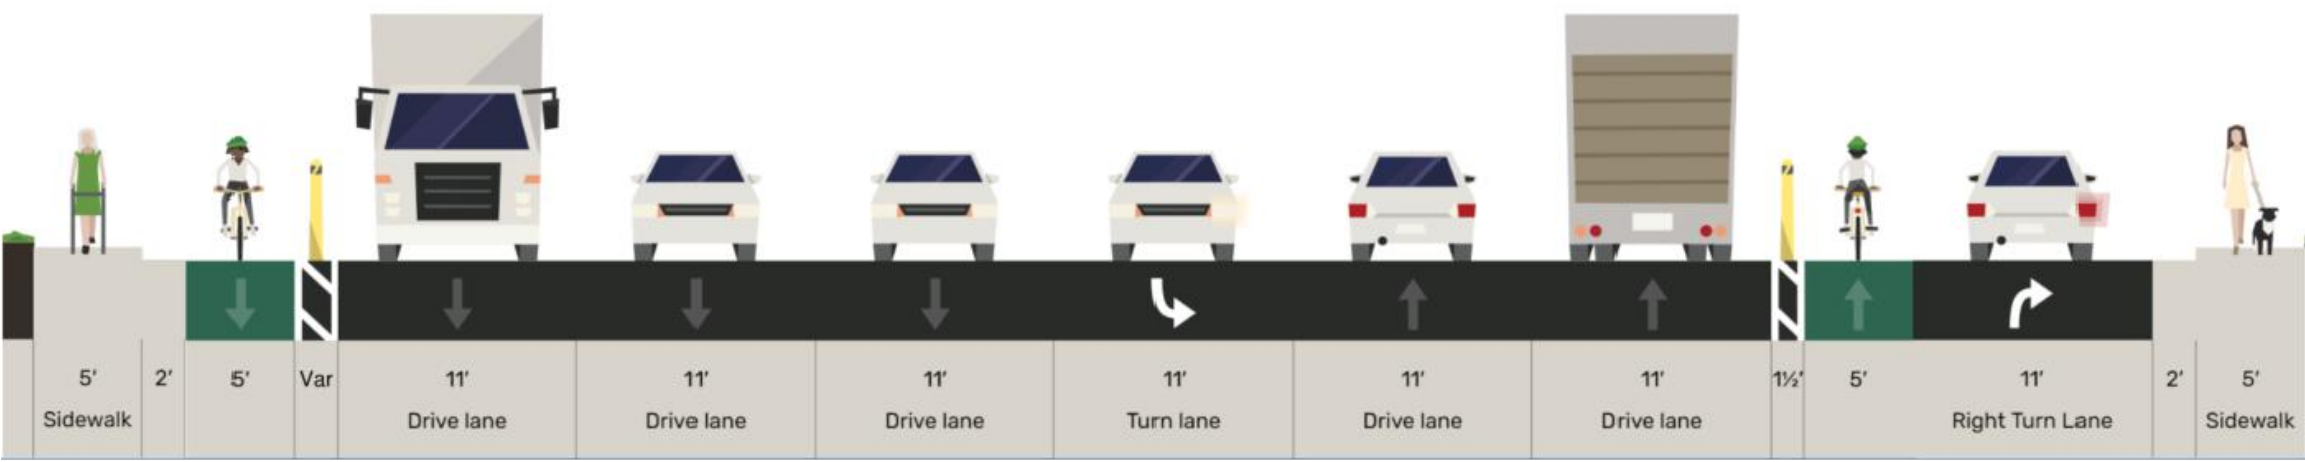 5′ 2′ 5′ Var 11′ 11′ 11′ 11′ 11′ 11′ 1½′ 5′ 11′ 2′ 5′
Sidewalk Drive lane Drive lane Drive lane Turn lane Drive lane Drive lane Right Turn Lane Sidewalk